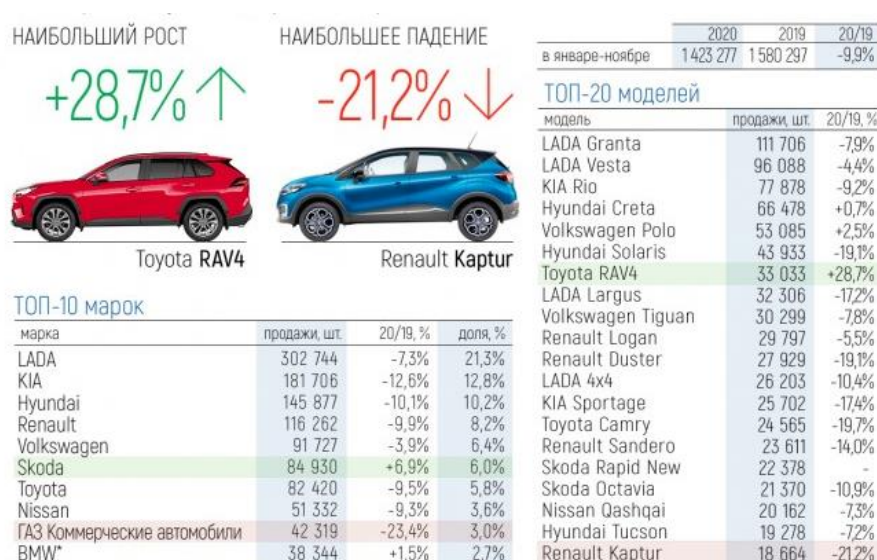 НАИБОЛЬШИЙ РОСТ
+28,7%
Toyota RAV4
НАИБОЛЬШЕЕ ПАДЕНИЕ
-21,2%
Renault Kaptur
ТОП-10 марок
марка продажи, шт. 20/19, % доля, %
LADA 302 744 -7,3% 21,3%
KIA 181 706 -12,6% 12,8%
Hyundai 145 877 -10,1% 10,2%
Renault 116 262 -9,9% 8,2%
Volkswagen 91 727 -3,9% 6,4%
Skoda 84 930 +6,9% 6,0%
Toyota 82 420 -9,5% 5,8%
Nissan 51 332 -9,3% 3,6%
ГАЗ Коммерческие автомобили 42 319 -23,4% 3,0%
BMW* 38 344 +1,5% 2,7%
2020 2019 20/19
в январе-ноябре 1 423 277 1 580 297 -9,9%
ТОП-20 моделей
модель продажи, шт. 20/19, %
LADA Granta 111 706 -7,9%
LADA Vesta 96 088 -4,4%
KIA Rio 77 878 -9,2%
Hyundai Creta 66 478 +0,7%
Volkswagen Polo 53 085 +2,5%
Hyundai Solaris 43 933 -19,1%
Toyota RAV4 33 033 +28,7%
LADA Largus 32 306 -17,2%
Volkswagen Tiguan 30 299 -7,8%
Renault Logan 29 797 -5,5%
Renault Duster 27 929 -19,1%
LADA 4x4 26 203 -10,4%
KIA Sportage 25 702 -17,4%
Toyota Camry 24 565 -19,7%
Renault Sandero 23 611 -14,0%
Skoda Rapid New 22 378 -
Skoda Octavia 21 370 -10,9%
Nissan Qashqai 20 162 -7,3%
Hyundai Tucson 19 278 -7,2%
Renault Kaptur 18 664 -21,2%